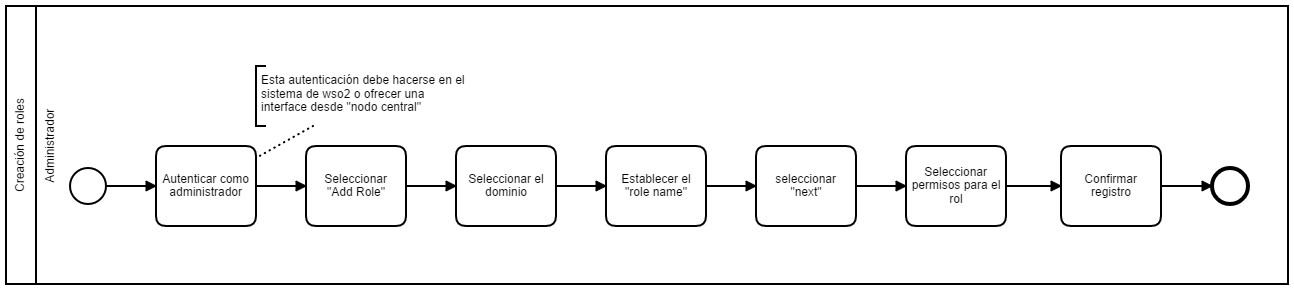 Creación de roles
Administrador
Esta autenticación debe hacerse en el
sistema de wso2 o ofrecer una
interface desde "nodo central"
Autenticar como
administrador
Seleccionar
"Add Role"
Seleccionar el
dominio
Establecer el
"role name"
seleccionar
"next"
Seleccionar
permisos para el
rol
Confirmar
registro